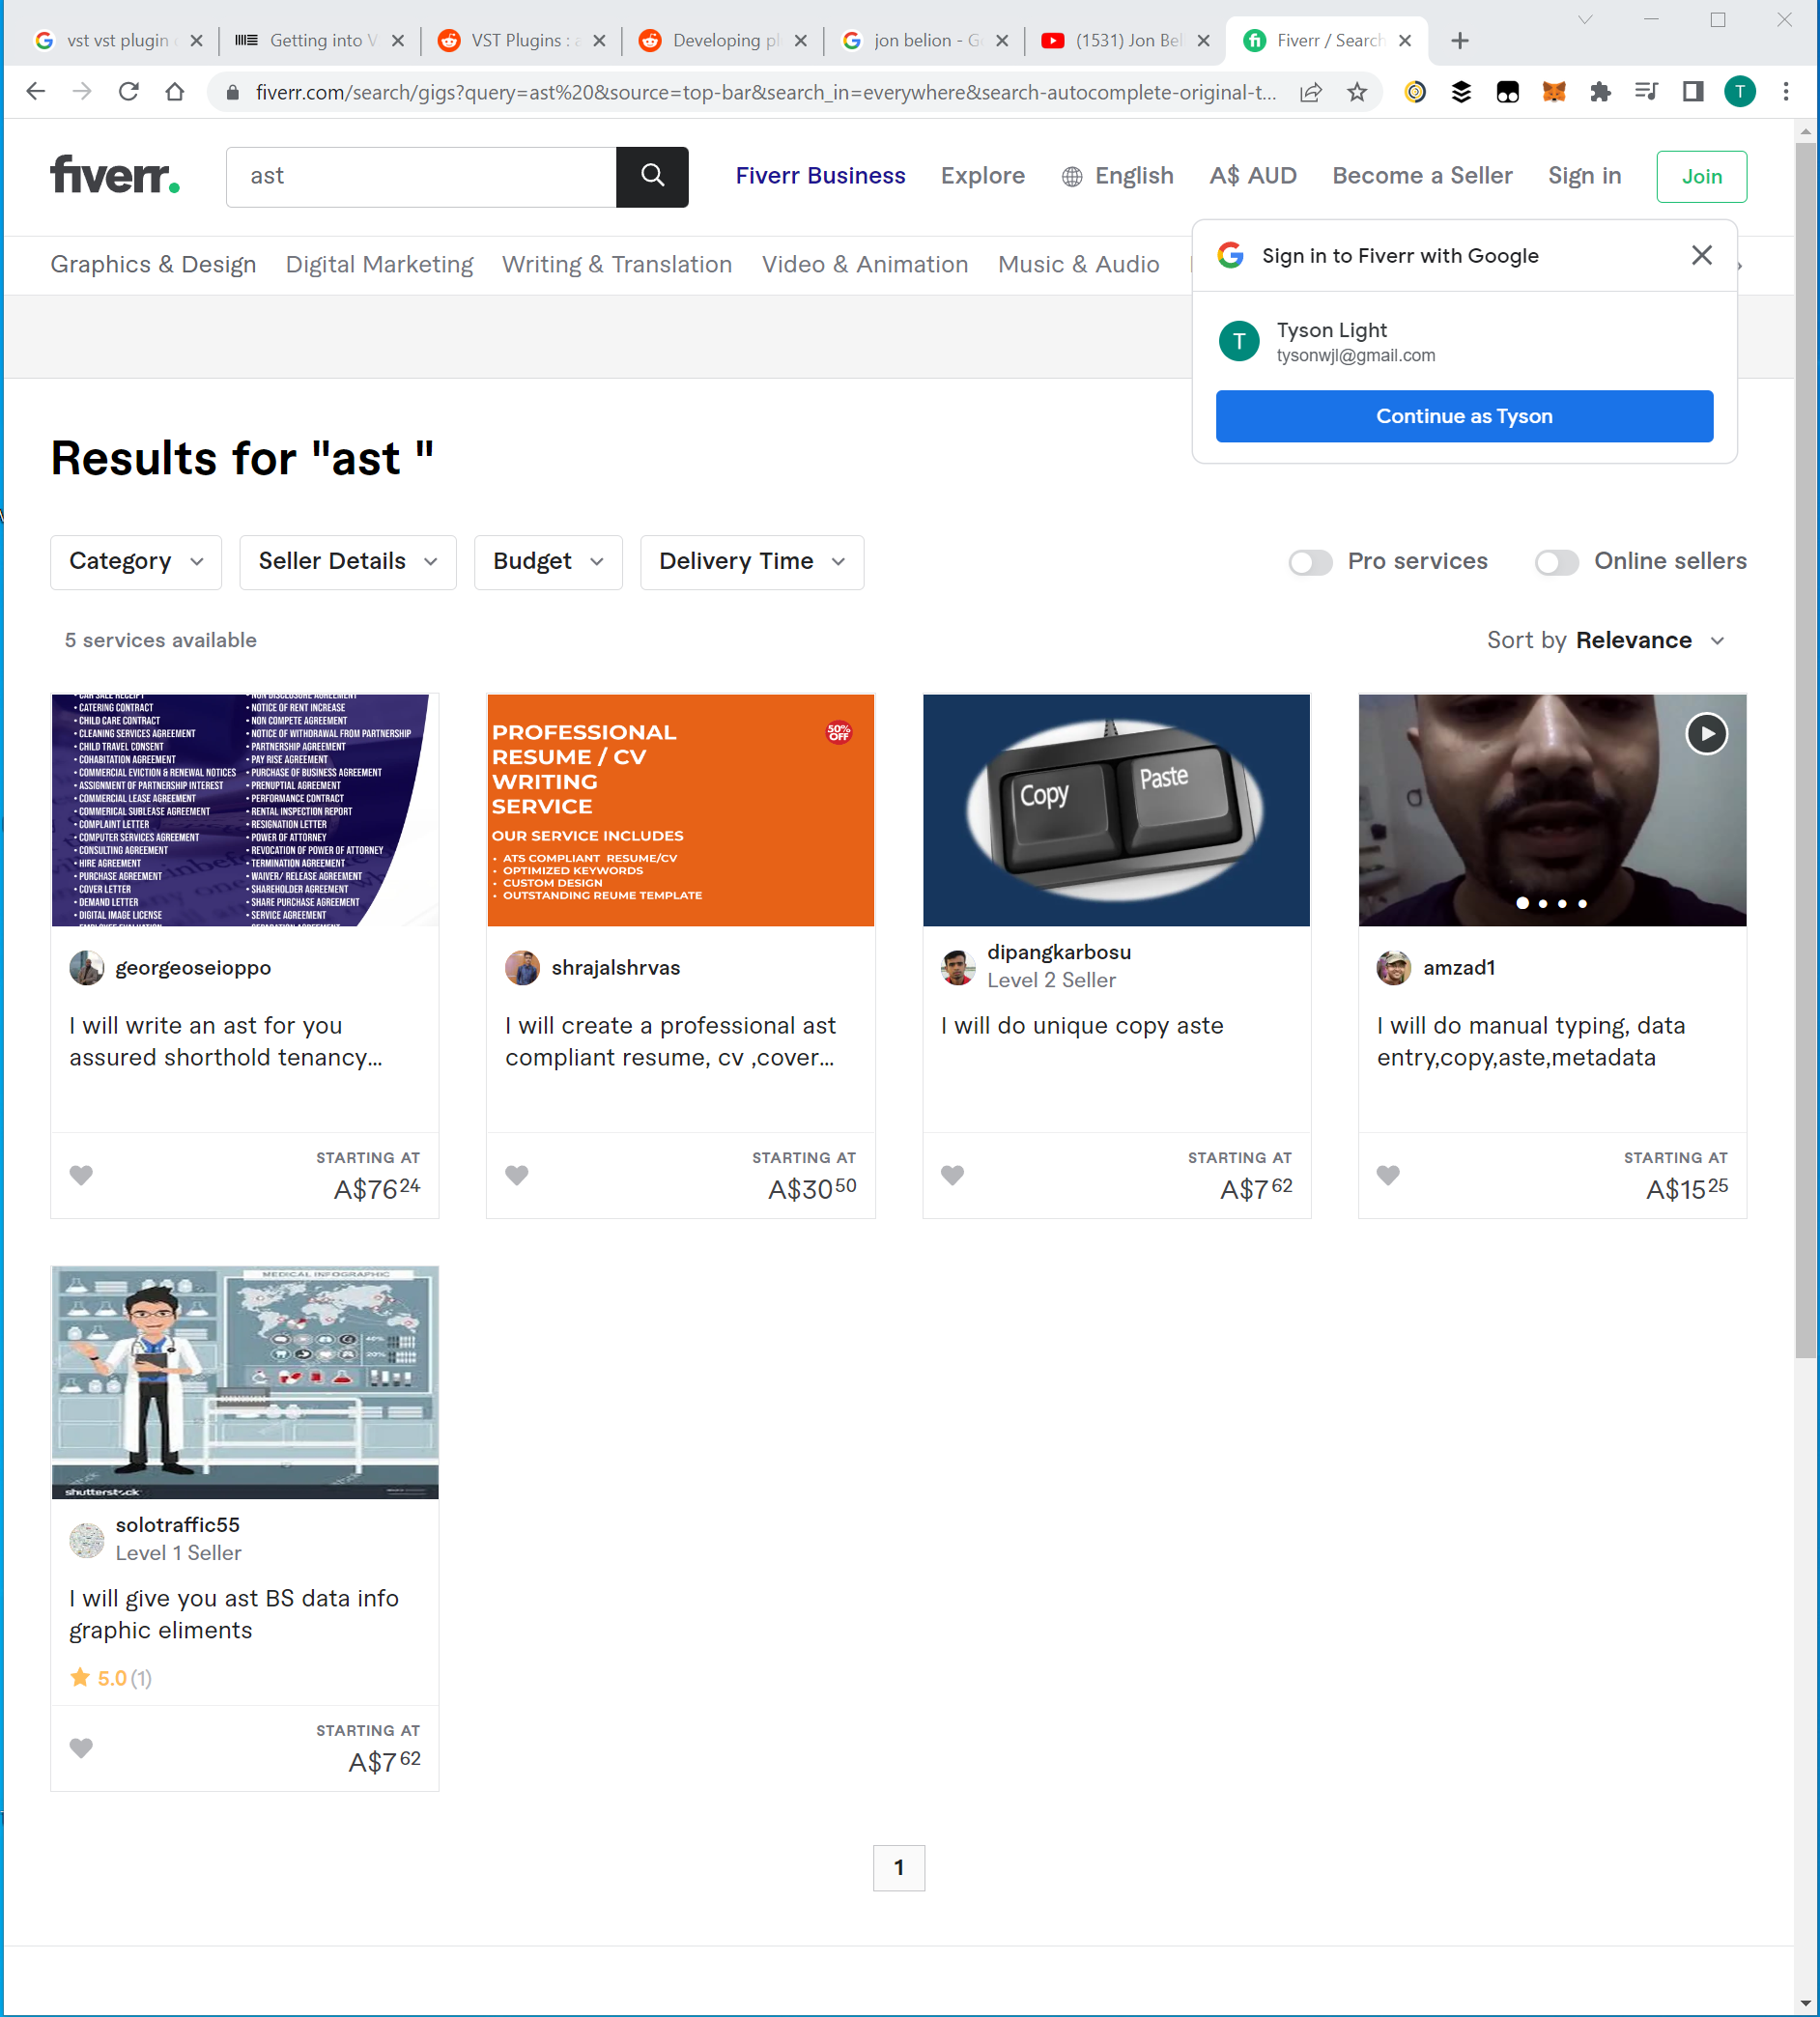 vst vst plugin
Getting into V
VST Plugins : a
Developing pl
jon belion - G
(1531) Jon Bel
Fiverr / Search
fiverr.com/search/gigs?query=ast%20&source=top-bar&search_in=everywhere&search-autocomplete-original-t...
T
fiverr.
ast
Fiverr Business
Explore
English
A$ AUD
Become a Seller
Sign in
Join
Graphics & Design
Digital Marketing
Writing & Translation
Video & Animation
Music & Audio
Sign in to Fiverr with Google
T
Tyson Light
tysonwjl@gmail.com
Continue as Tyson
Results for "ast "
Category
Seller Details
Budget
Delivery Time
Pro services
Online sellers
5 services available
Sort by Relevance
• CAR SALE RECEIPT
• CATERING CONTRACT
• CHILD CARE CONTRACT
• CLEANING SERVICES AGREEMENT
• CHILD TRAVEL CONSENT
• COHABITATION AGREEMENT
• COMMERCIAL EVICTION & RENEWAL NOTICES
• ASSIGNMENT OF PARTNERSHIP INTEREST
• COMMERCIAL LEASE AGREEMENT
• COMMERICAL SUBLEASE AGREEMENT
• COMPLAINT LETTER
• COMPUTER SERVICES AGREEMENT
• CONSULTING AGREEMENT
• HIRE AGREEMENT
• PURCHASE AGREEMENT
• COVER LETTER
• DEMAND LETTER
• DIGITAL IMAGE LICENSE
• EMPLOYEE EVALUATION
• NON DISCLOSURE AGREEMENT
• NOTICE OF RENT INCREASE
• NON COMPETE AGREEMENT
• NOTICE OF WITHDRAWAL FROM PARTNERSHIP
• PARTNERSHIP AGREEMENT
• PAY RISE AGREEMENT
• PURCHASE OF BUSINESS AGREEMENT
• PRENUPTIAL AGREEMENT
• PERFORMANCE CONTRACT
• RENTAL INSPECTION REPORT
• RESIGNATION LETTER
• POWER OF ATTORNEY
• REVOCATION OF POWER OF ATTORNEY
• TERMINATION AGREEMENT
• WAIVER/ RELEASE AGREEMENT
• SHAREHOLDER AGREEMENT
• SHARE PURCHASE AGREEMENT
• SERVICE AGREEMENT
• SEPARATION AGREEMENT
georgeoseioppo
I will write an ast for you
assured shorthold tenancy...
STARTING AT
A$76 24
PROFESSIONAL
RESUME / CV
WRITING
SERVICE
50%
OFF
OUR SERVICE INCLUDES
• ATS COMPLIANT RESUME/CV
• OPTIMIZED KEYWORDS
• CUSTOM DESIGN
• OUTSTANDING REUME TEMPLATE
shrajalshrvas
I will create a professional ast
compliant resume, cv ,cover...
STARTING AT
A$30 50
Copy
Paste
dipangkarbosu
Level 2 Seller
I will do unique copy aste
STARTING AT
A$7 62
amzad1
I will do manual typing, data
entry,copy,aste,metadata
STARTING AT
A$15 25
MEDICAL INFOGRAPHIC
40%
20%
shutterstock
solotraffic55
Level 1 Seller
I will give you ast BS data info
graphic eliments
5.0 (1)
STARTING AT
A$7 62
1